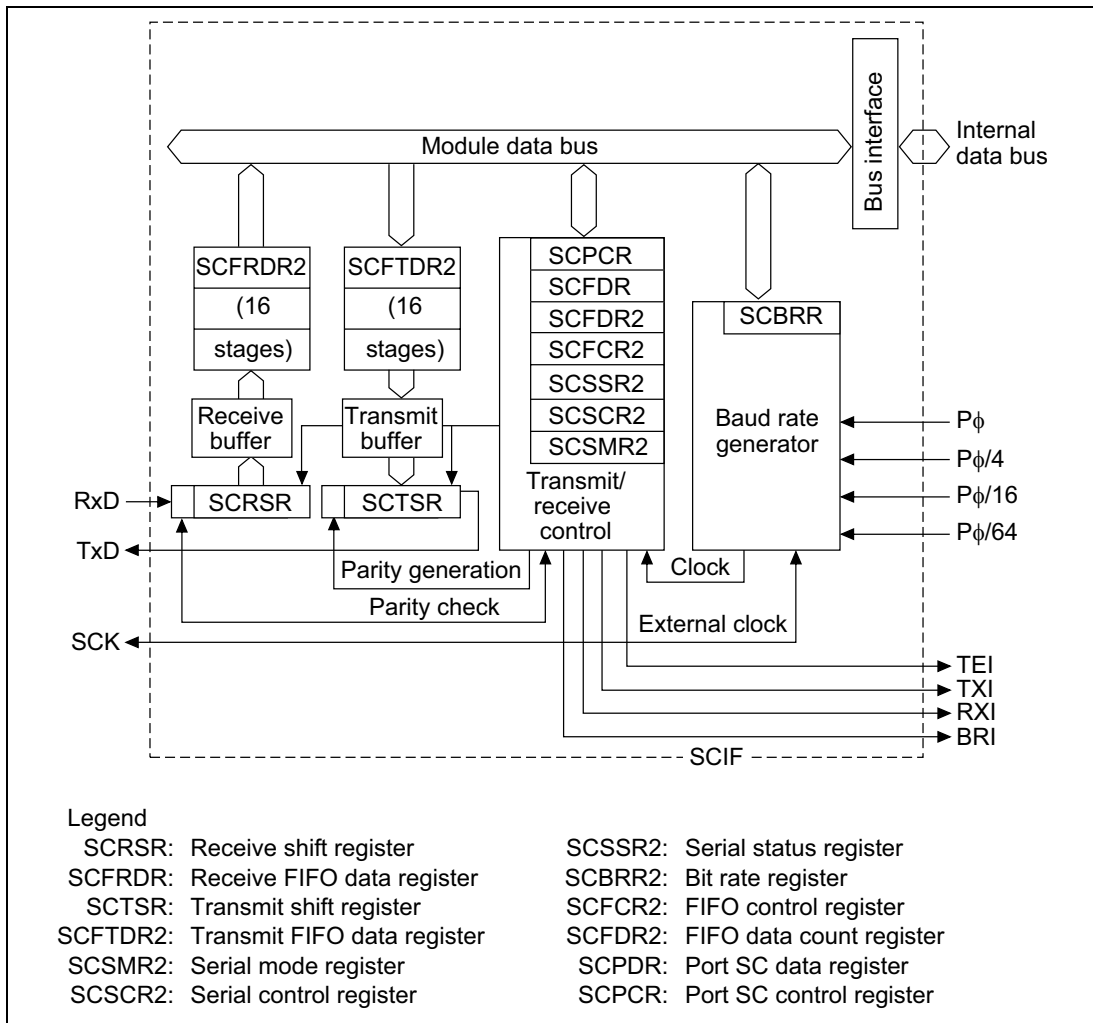 Bus interface
Internal
data bus
Module data bus
SCFRDR2
(16
stages)
SCFTDR2
(16
stages)
SCPCR
SCFDR
SCFDR2
SCFCR2
SCSSR2
SCSCR2
SCSMR2
Transmit/
receive
control
SCBRR
Baud rate
generator
Receive
buffer
Transmit
buffer
SCRSR
SCTSR
Pϕ
Pϕ/4
Pϕ/16
Pϕ/64
RxD
TxD
SCK
Parity generation
Parity check
Clock
External clock
TEI
TXI
RXI
BRI
SCIF
Legend
SCRSR: Receive shift register
SCFRDR: Receive FIFO data register
SCTSR: Transmit shift register
SCFTDR2: Transmit FIFO data register
SCSMR2: Serial mode register
SCSCR2: Serial control register
SCSSR2: Serial status register
SCBRR2: Bit rate register
SCFCR2: FIFO control register
SCFDR2: FIFO data count register
SCPDR: Port SC data register
SCPCR: Port SC control register